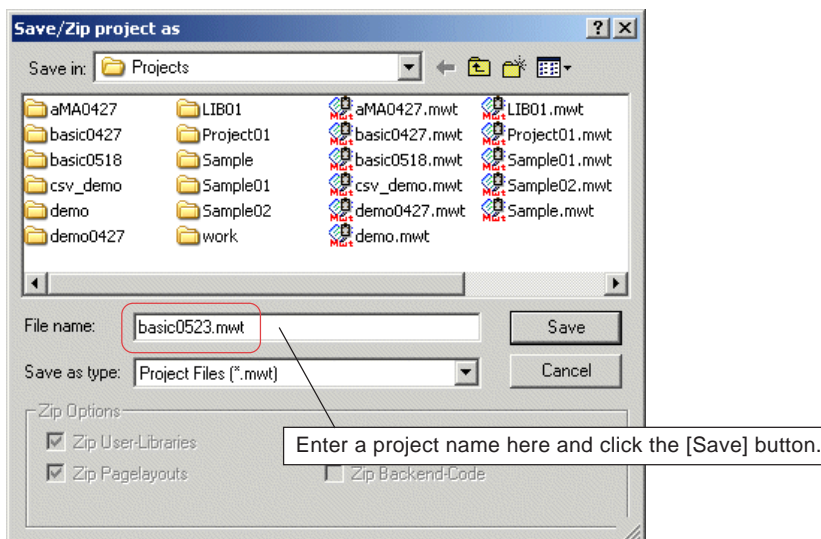 Save/Zip project as
Save in: Projects
aMA0427 LIB01 aMA0427.mwt LIB01.mwt
basic0427 Project01 basic0427.mwt Project01.mwt
basic0518 Sample basic0518.mwt Sample01.mwt
csv_demo Sample01 csv_demo.mwt Sample02.mwt
demo Sample02 demo0427.mwt Sample.mwt
demo0427 work demo.mwt
File name: basic0523.mwt Save
Save as type: Project Files (*.mwt) Cancel
Zip Options
Zip User-Libraries
Enter a project name here and click the [Save] button.
Zip Pagelayouts Zip Backend-Code